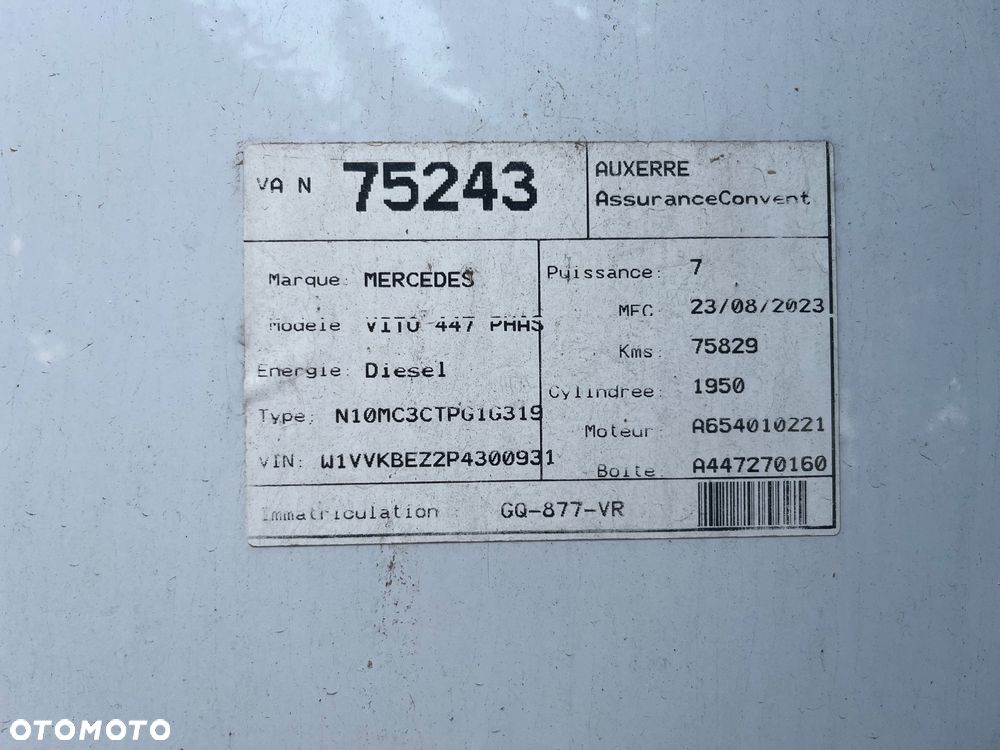 VA N 75243
AUXERRE
AssuranceConvent
Marque: MERCEDES
Modele VITO 447 PHAS
Energie: Diesel
Type: N10MC3CTPG1G319
VIN: W1VVKBEZ2P4300931
Puissance: 7
MEC 23/08/2023
Kms: 75829
Cylindree: 1950
Moteur: A654010221
Boite: A447270160
Immatriculation : GQ-877-VR
OTOMOTO